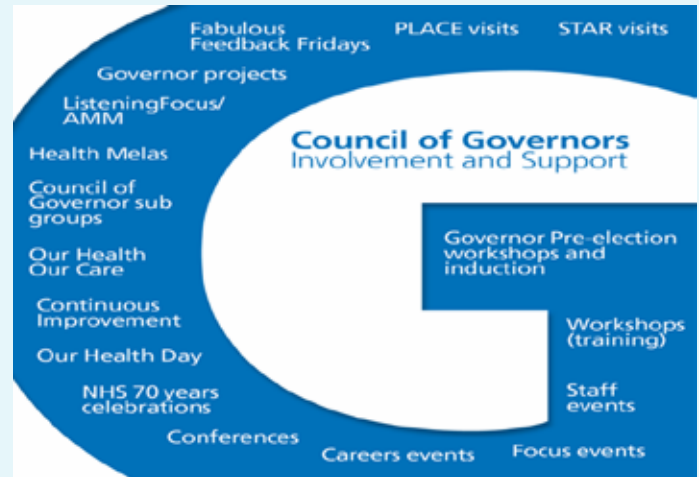 Fabulous
Feedback Fridays
PLACE visits
STAR visits
Governor projects
ListeningFocus/
AMM
Health Melas
Council of
Governor sub
groups
Our Health
Our Care
Continuous
Improvement
Our Health Day
NHS 70 years
celebrations
Conferences
Careers events
Focus events
Staff
events
Workshops
(training)
Governor Pre-election
workshops and
induction
Council of Governors
Involvement and Support